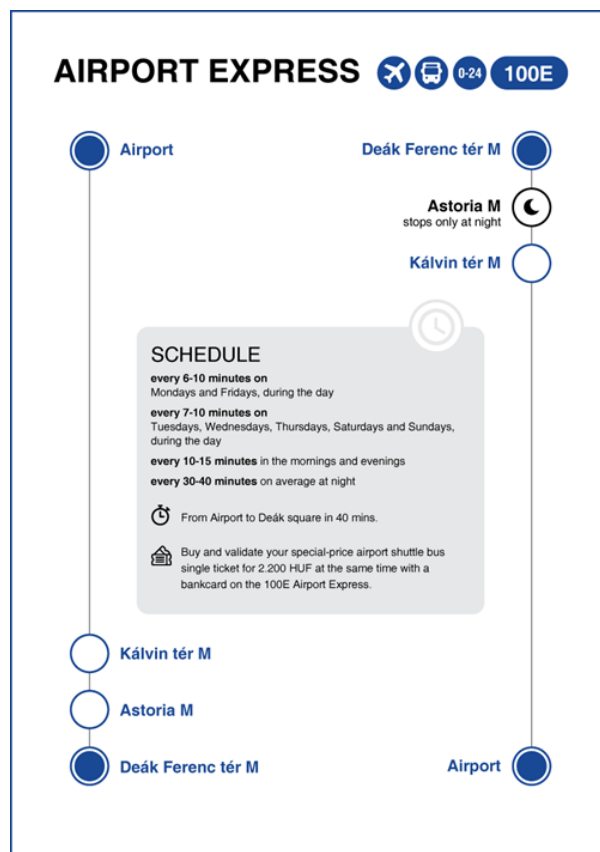 AIRPORT EXPRESS 0-24 100E
Airport
Deák Ferenc tér M
Astoria M
stops only at night
Kálvin tér M
SCHEDULE
every 6-10 minutes on
Mondays and Fridays, during the day
every 7-10 minutes on
Tuesdays, Wednesdays, Thursdays, Saturdays and Sundays,
during the day
every 10-15 minutes in the mornings and evenings
every 30-40 minutes on average at night
From Airport to Deák square in 40 mins.
Buy and validate your special-price airport shuttle bus
single ticket for 2.200 HUF at the same time with a
bankcard on the 100E Airport Express.
Kálvin tér M
Astoria M
Deák Ferenc tér M
Airport